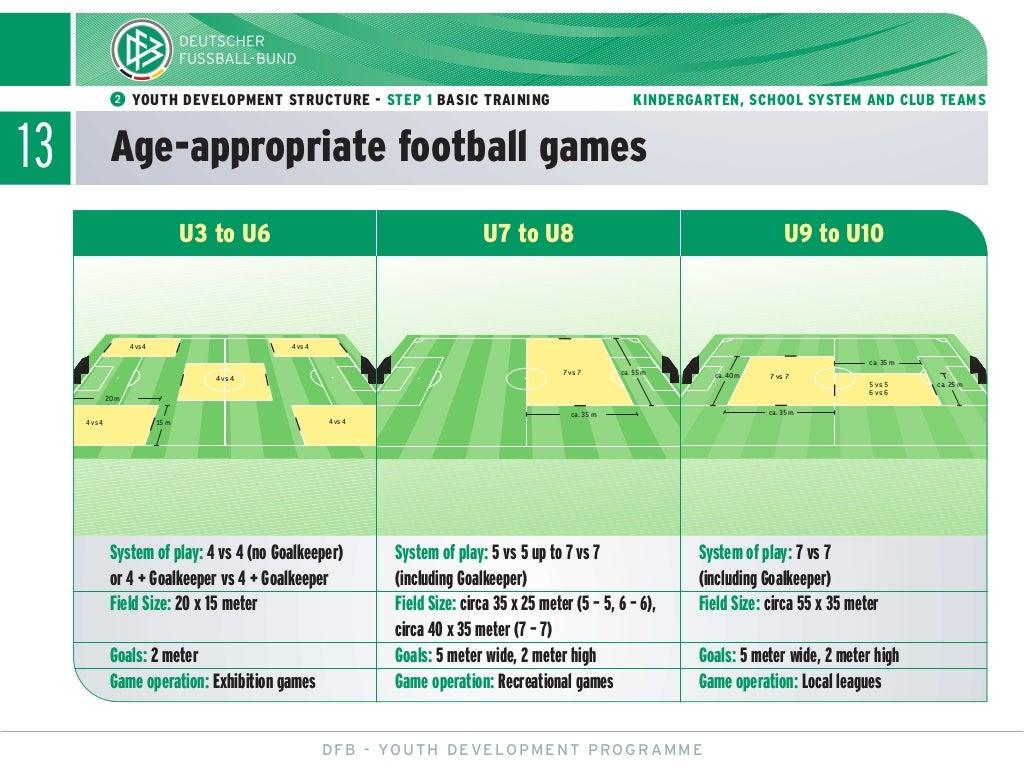 DEUTSCHER
FUSSBALL-BUND
2 YOUTH DEVELOPMENT STRUCTURE - STEP 1 BASIC TRAINING
KINDERGARTEN, SCHOOL SYSTEM AND CLUB TEAMS
13
Age-appropriate football games
U3 to U6
U7 to U8
U9 to U10
4 vs 4
4 vs 4
4 vs 4
20 m
4 vs 4
15 m
4 vs 4
7 vs 7
ca. 55 m
ca. 35 m
ca. 35 m
ca. 40 m
7 vs 7
5 vs 5
6 vs 6
ca. 25 m
ca. 35 m
System of play: 4 vs 4 (no Goalkeeper)
or 4 + Goalkeeper vs 4 + Goalkeeper
Field Size: 20 x 15 meter
Goals: 2 meter
Game operation: Exhibition games
System of play: 5 vs 5 up to 7 vs 7
(including Goalkeeper)
Field Size: circa 35 x 25 meter (5 – 5, 6 – 6),
circa 40 x 35 meter (7 – 7)
Goals: 5 meter wide, 2 meter high
Game operation: Recreational games
System of play: 7 vs 7
(including Goalkeeper)
Field Size: circa 55 x 35 meter
Goals: 5 meter wide, 2 meter high
Game operation: Local leagues
DFB - YOUTH DEVELOPMENT PROGRAMME